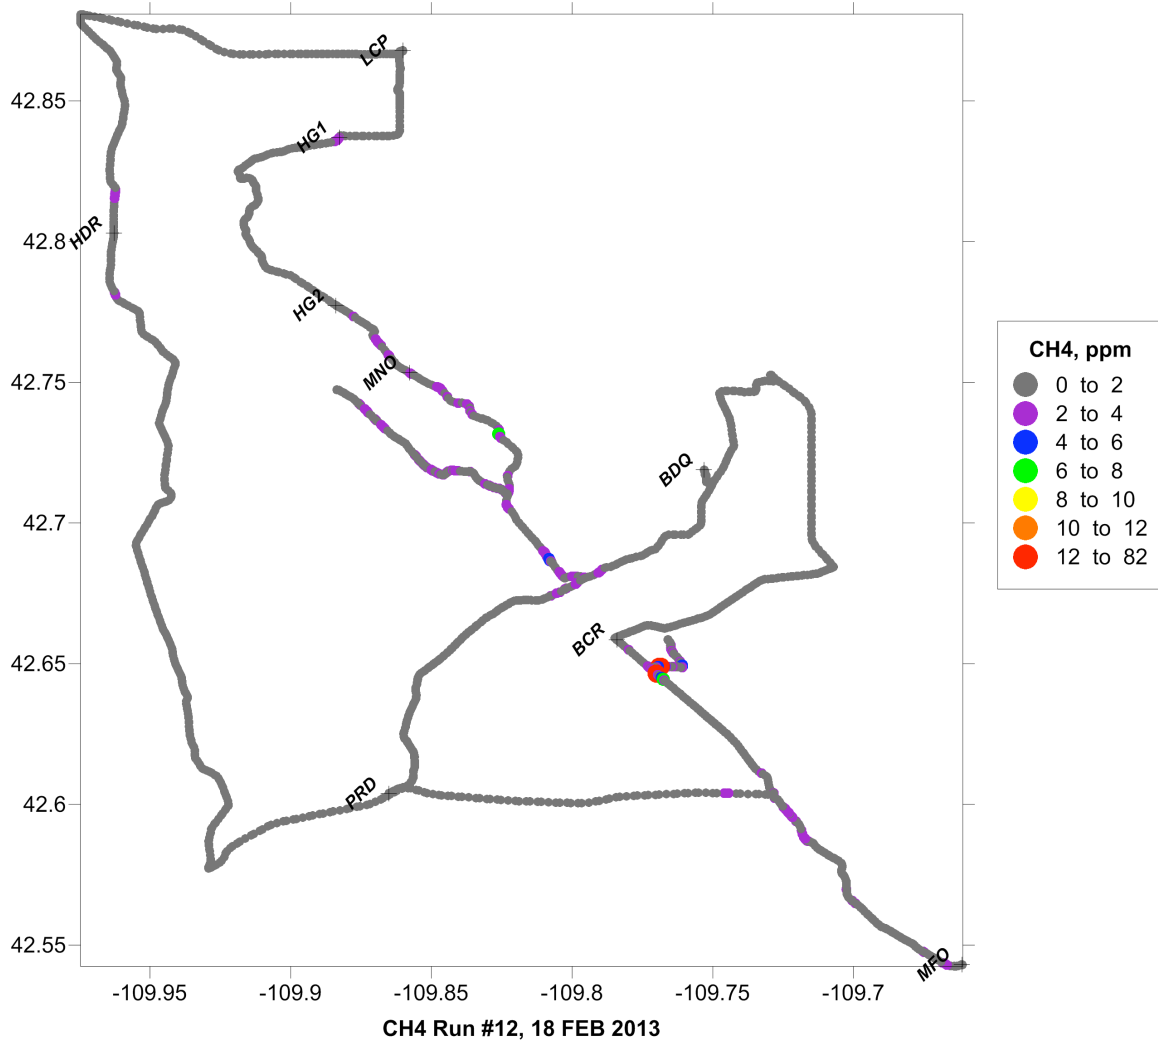 LCP
42.85
HG1
42.8
HDR
HG2
42.75
MNO
BDQ
42.7
BCR
42.65
PRD
42.6
42.55
MFO
-109.95 -109.9 -109.85 -109.8 -109.75 -109.7
CH4 Run #12, 18 FEB 2013
CH4, ppm
0 to 2
2 to 4
4 to 6
6 to 8
8 to 10
10 to 12
12 to 82